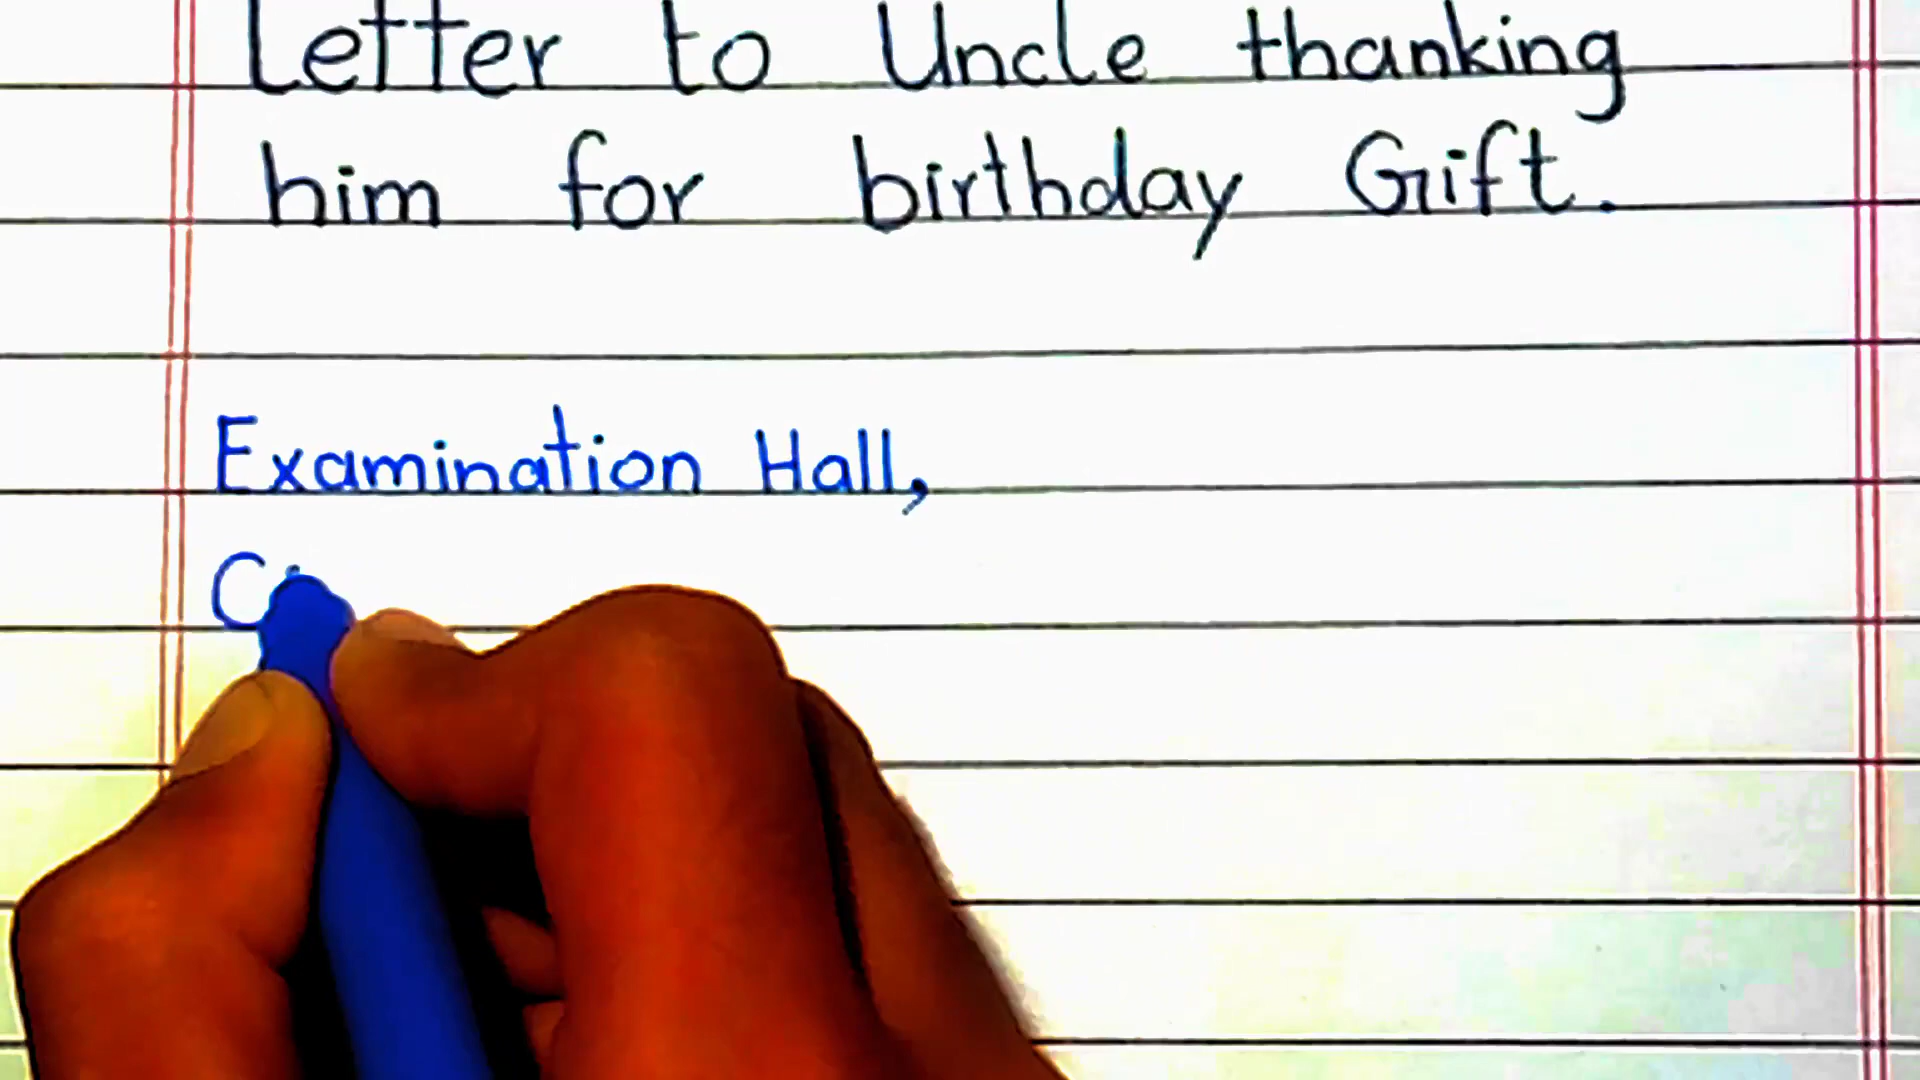 Letter to Uncle thanking
him for birthday Gift.
Examination Hall,